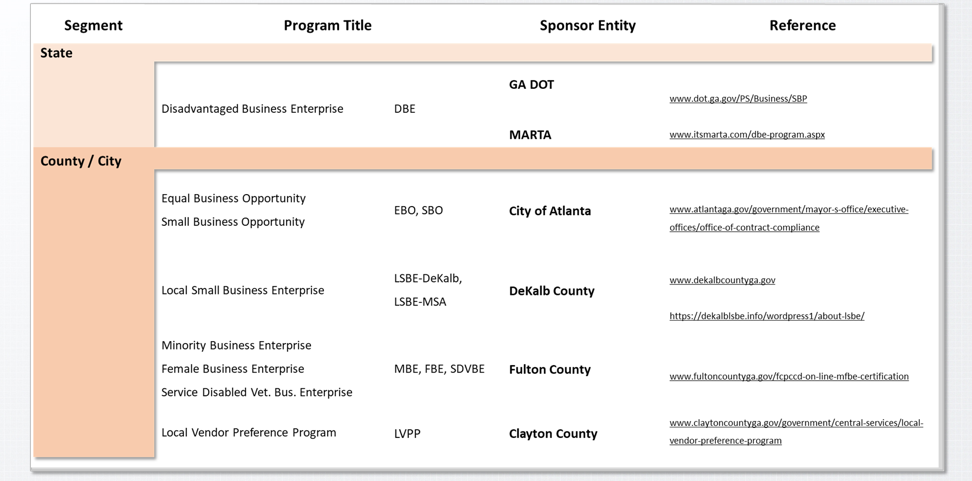 Segment Program Title Sponsor Entity Reference
State
GA DOT
www.dot.ga.gov/PS/Business/SBP
Disadvantaged Business Enterprise DBE
MARTA www.itsmarta.com/dbe-program.aspx
County / City
Equal Business Opportunity
Small Business Opportunity
EBO, SBO
City of Atlanta
www.atlantaga.gov/government/mayor-s-office/executive-
offices/office-of-contract-compliance
Local Small Business Enterprise
LSBE-DeKalb,
LSBE-MSA
DeKalb County
www.dekalbcountyga.gov
https://dekalblsbe.info/wordpress1/about-lsbe/
Minority Business Enterprise
Female Business Enterprise
Service Disabled Vet. Bus. Enterprise
MBE, FBE, SDVBE
Fulton County
www.fultoncountyga.gov/fcpccd-on-line-mfbe-certification
Local Vendor Preference Program
LVPP
Clayton County
www.claytoncountyga.gov/government/central-services/local-
vendor-preference-program